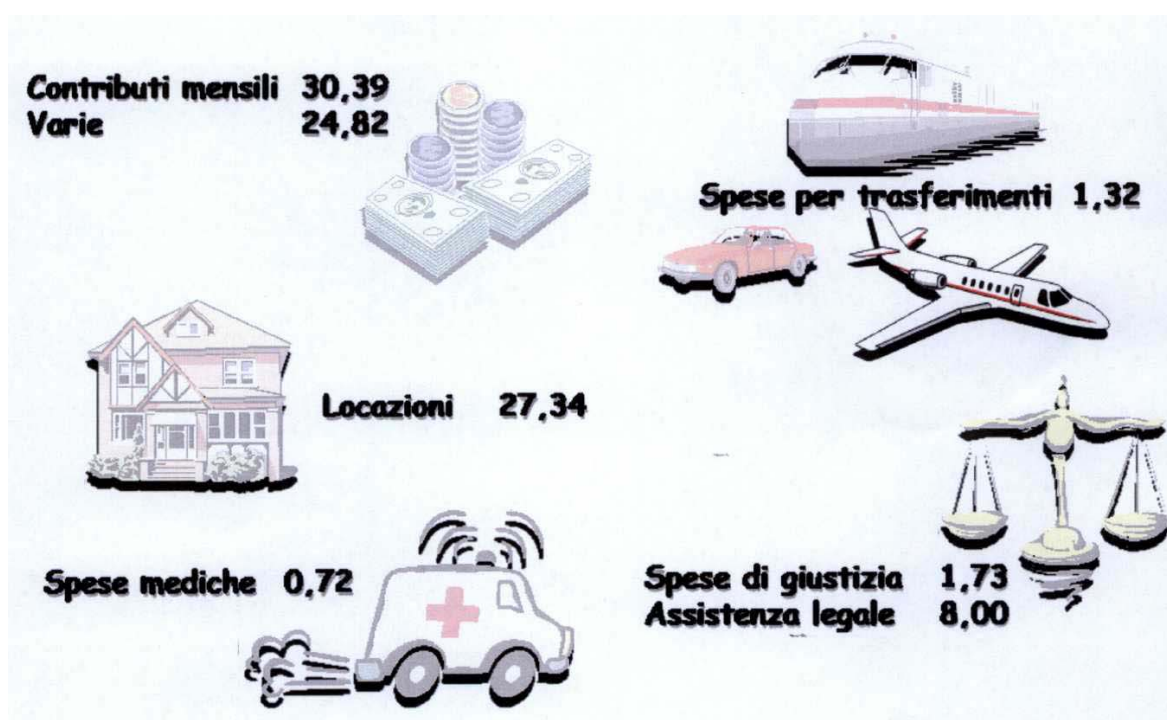 Contributi mensili 30,39
Varie 24,82
Spese per trasferimenti 1,32
Locazioni 27,34
Spese mediche 0,72
Spese di giustizia 1,73
Assistenza legale 8,00